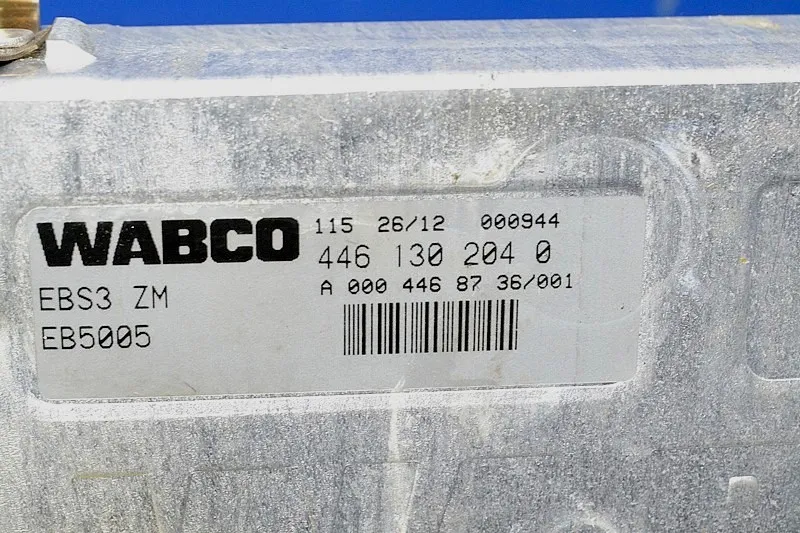 WABCO 115 26/12 000944
446 130 204 0
A 000 446 87 36/001
EBS3 ZM
EB5005